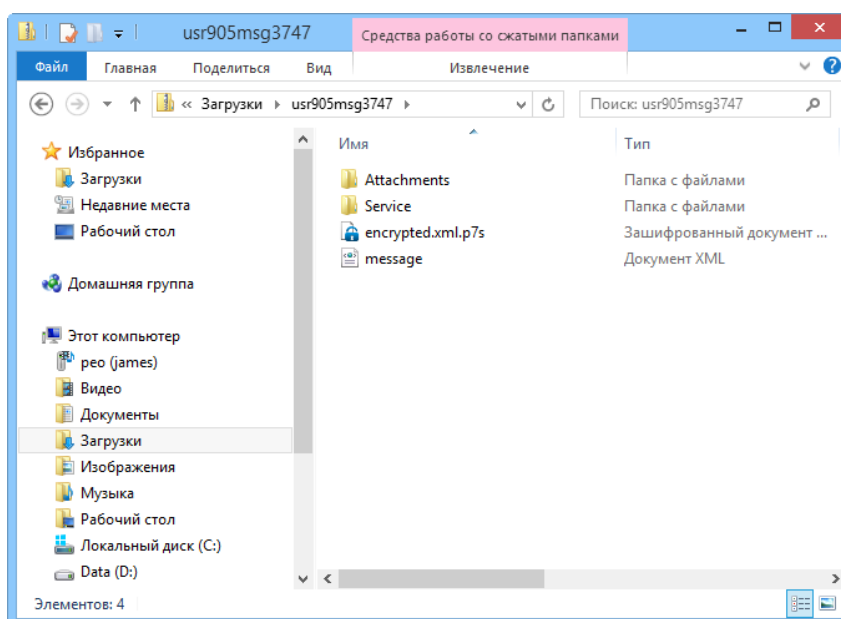 usr905msg3747
Средства работы со сжатыми папками
Файл Главная Поделиться Вид Извлечение
« Загрузки usr905msg3747 Поиск: usr905msg3747
Имя Тип
Избранное
Загрузки
Недавние места
Рабочий стол
Домашняя группа
Этот компьютер
peo (james)
Видео
Документы
Загрузки
Изображения
Музыка
Рабочий стол
Локальный диск (C:)
Data (D:)
Attachments Папка с файлами
Service Папка с файлами
encrypted.xml.p7s Зашифрованный документ ...
message Документ XML
Элементов: 4